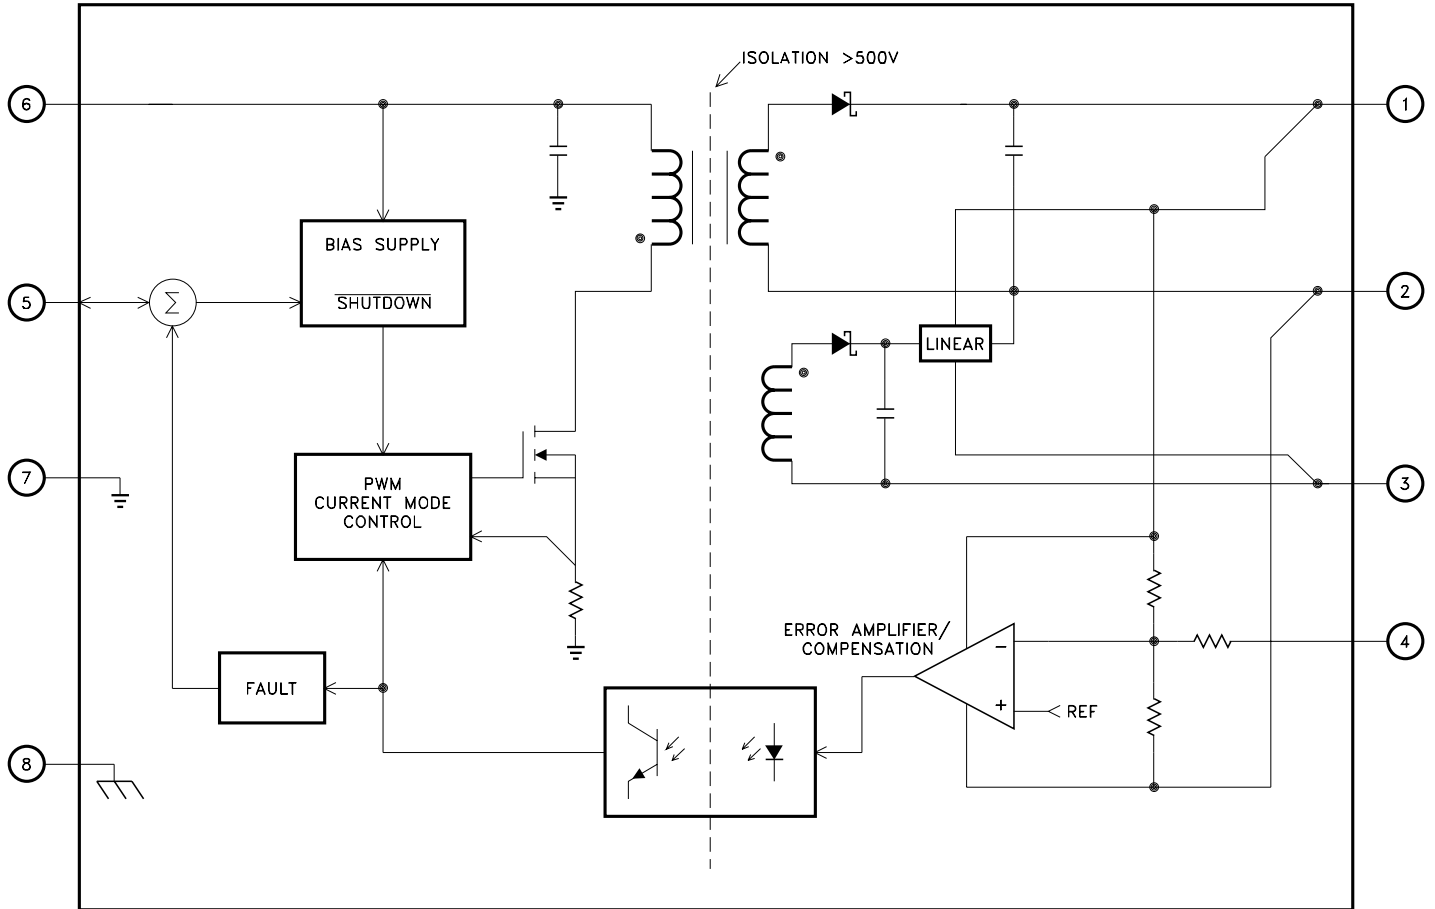 ISOLATION >500V
6
1
BIAS SUPPLY
SHUTDOWN
5
Σ
2
LINEAR
7
PWM
CURRENT MODE
CONTROL
3
ERROR AMPLIFIER/
COMPENSATION
−
4
FAULT
+
REF
8